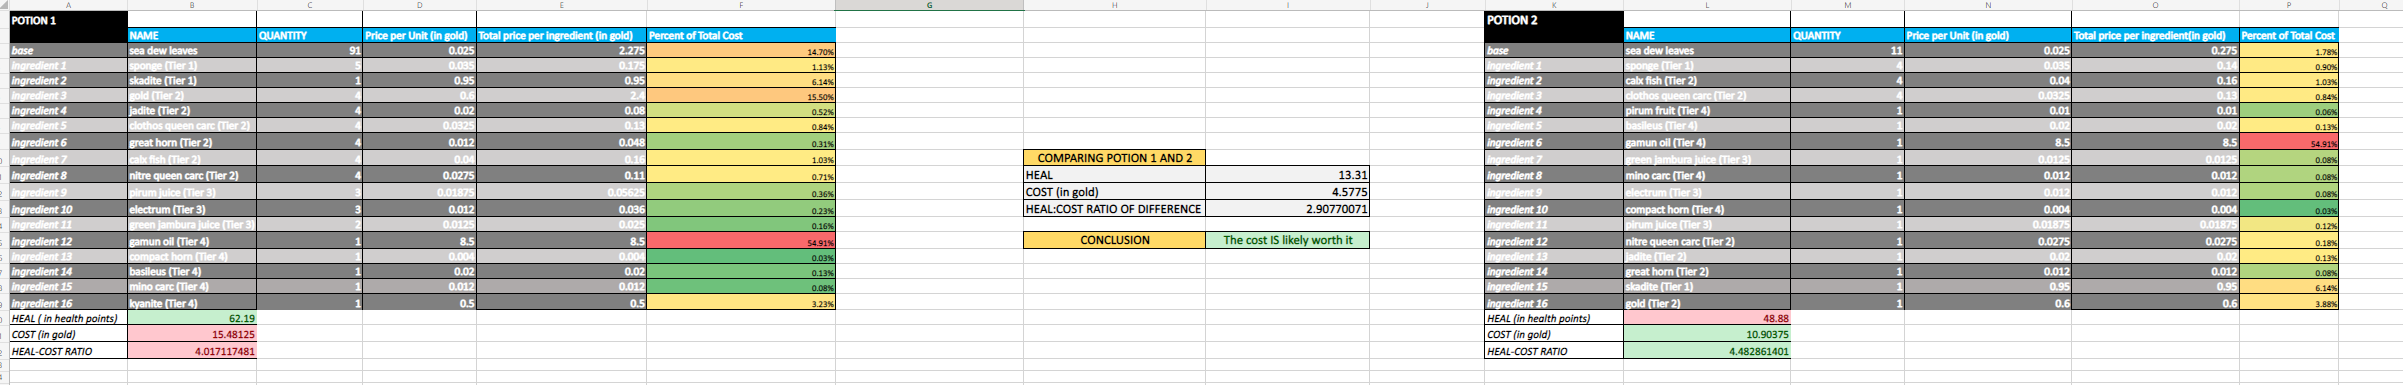 A B C D E F G H I J K L M N O P Q
POTION 1
NAME QUANTITY Price per Unit (in gold) Total price per ingredient (in gold) Percent of Total Cost
base sea dew leaves 91 0.025 2.275 14.70%
ingredient 1 sponge (Tier 1) 5 0.035 0.175 1.13%
ingredient 2 skadite (Tier 1) 1 0.95 0.95 6.14%
ingredient 3 gold (Tier 2) 4 0.6 2.4 15.50%
ingredient 4 jadite (Tier 2) 4 0.02 0.08 0.52%
ingredient 5 clothos queen carc (Tier 2) 4 0.0325 0.13 0.84%
ingredient 6 great horn (Tier 2) 4 0.012 0.048 0.31%
ingredient 7 calx fish (Tier 2) 4 0.04 0.16 1.03%
ingredient 8 nitre queen carc (Tier 2) 4 0.0275 0.11 0.71%
ingredient 9 pirum juice (Tier 3) 3 0.01875 0.05625 0.36%
ingredient 10 electrum (Tier 3) 3 0.012 0.036 0.23%
ingredient 11 green jambura juice (Tier 3) 2 0.0125 0.025 0.16%
ingredient 12 gamun oil (Tier 4) 1 8.5 8.5 54.91%
ingredient 13 compact horn (Tier 4) 1 0.004 0.004 0.03%
ingredient 14 basileus (Tier 4) 1 0.02 0.02 0.13%
ingredient 15 mino carc (Tier 4) 1 0.012 0.012 0.08%
ingredient 16 kyanite (Tier 4) 1 0.5 0.5 3.23%
HEAL ( in health points) 62.19
COST (in gold) 15.48125
HEAL-COST RATIO 4.017117481
COMPARING POTION 1 AND 2
HEAL 13.31
COST (in gold) 4.5775
HEAL:COST RATIO OF DIFFERENCE 2.90770071
CONCLUSION The cost IS likely worth it
POTION 2
NAME QUANTITY Price per Unit (in gold) Total price per ingredient(in gold) Percent of Total Cost
base sea dew leaves 11 0.025 0.275 1.78%
ingredient 1 sponge (Tier 1) 4 0.035 0.14 0.90%
ingredient 2 calx fish (Tier 2) 4 0.04 0.16 1.03%
ingredient 3 clothos queen carc (Tier 2) 4 0.0325 0.13 0.84%
ingredient 4 pirum fruit (Tier 4) 1 0.01 0.01 0.06%
ingredient 5 basileus (Tier 4) 1 0.02 0.02 0.13%
ingredient 6 gamun oil (Tier 4) 1 8.5 8.5 54.91%
ingredient 7 green jambura juice (Tier 3) 1 0.0125 0.0125 0.08%
ingredient 8 mino carc (Tier 4) 1 0.012 0.012 0.08%
ingredient 9 electrum (Tier 3) 1 0.012 0.012 0.08%
ingredient 10 compact horn (Tier 4) 1 0.004 0.004 0.03%
ingredient 11 pirum juice (Tier 3) 1 0.01875 0.01875 0.12%
ingredient 12 nitre queen carc (Tier 2) 1 0.0275 0.0275 0.18%
ingredient 13 jadite (Tier 2) 1 0.02 0.02 0.13%
ingredient 14 great horn (Tier 2) 1 0.012 0.012 0.08%
ingredient 15 skadite (Tier 1) 1 0.95 0.95 6.14%
ingredient 16 gold (Tier 2) 1 0.6 0.6 3.88%
HEAL (in health points) 48.88
COST (in gold) 10.90375
HEAL-COST RATIO 4.482861401